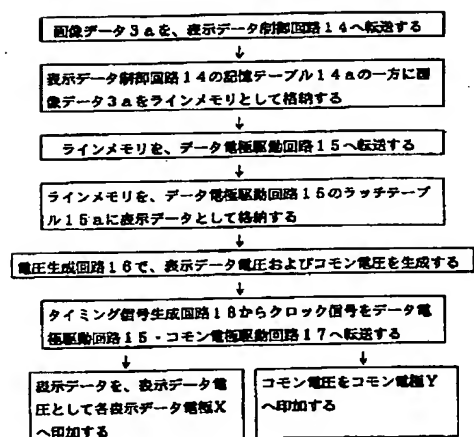 画像データ3aを、表示データ制御回路14へ転送する
表示データ制御回路14の記憶テーブル14aの一方に画
像データ3aをラインメモリとして格納する
ラインメモリを、データ電極駆動回路15へ転送する
ラインメモリを、データ電極駆動回路15のラッチテーブ
ル15aに表示データとして格納する
電圧生成回路16で、表示データ電圧およびコモン電圧を生成する
タイミング信号生成回路18からクロック信号をデータ電
極駆動回路15・コモン電極駆動回路17へ転送する
表示データを、表示データ電
圧として各表示データ電極X
へ印加する
コモン電圧をコモン電極Y
へ印加する